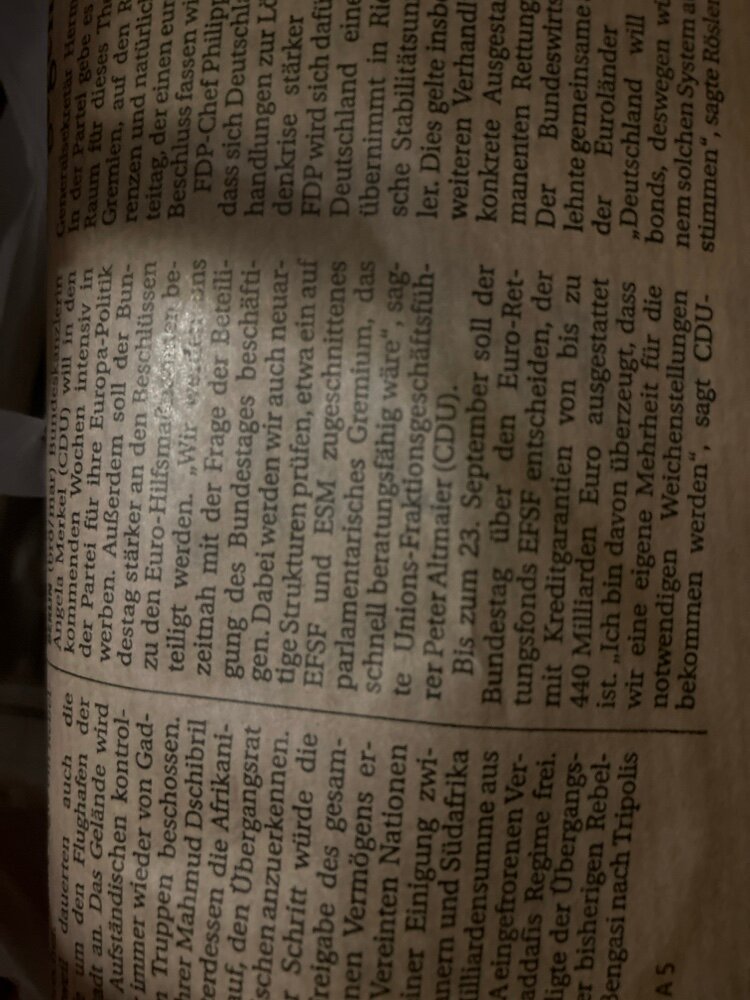 dauerten auch die
um den Flughafen der
adt an. Das Gelände wird
Aufständischen kontrol-
immer wieder von Gad-
Truppen beschossen.
hrer Mahmud Dschibril
erdessen die Afrikani-
auf, den Übergangsrat
schen anzuerkennen.
r Schritt würde die
reigabe des gesam-
nen Vermögens er-
Vereinten Nationen
iner Einigung zwi-
nern und Südafrika
illiardensumme aus
A eingefrorenen Ver-
addafis Regime frei.
igte der Übergangs-
er bisherigen Rebel-
Bengasi nach Tripolis
A 5
BERLIN (brö/mar) Bundeskanzlerin
Angela Merkel (CDU) will in den
kommenden Wochen intensiv in
der Partei für ihre Europa-Politik
werben. Außerdem soll der Bun-
destag stärker an den Beschlüssen
zu den Euro-Hilfsmaßnahmen be-
teiligt werden. „Wir werden uns
zeitnah mit der Frage der Beteili-
gung des Bundestages beschäfti-
gen. Dabei werden wir auch neuar-
tige Strukturen prüfen, etwa ein auf
EFSF und ESM zugeschnittenes
parlamentarisches Gremium, das
schnell beratungsfähig wäre“, sag-
te Unions-Fraktionsgeschäftsfüh-
rer Peter Altmaier (CDU).
Bis zum 23. September soll der
Bundestag über den Euro-Ret-
tungsfonds EFSF entscheiden, der
mit Kreditgarantien von bis zu
440 Milliarden Euro ausgestattet
ist. „Ich bin davon überzeugt, dass
wir eine eigene Mehrheit für die
notwendigen Weichenstellungen
bekommen werden“, sagt CDU-
Generalsekretär Herm
In der Partei gebe es
Raum für dieses The
Gremien, auf den R
renzen und natürlich
teitag, der einen eur
Beschluss fassen wi
FDP-Chef Philipp
dass sich Deutschla
handlungen zur Lö
denkrise stärker
FDP wird sich dafü
Deutschland eine
übernimmt in Ric
sche Stabilitätsun
ler. Dies gelte insb
weiteren Verhandl
konkrete Ausgesta
manenten Rettung
Der Bundeswirts
lehnte gemeinsame
der Euroländer
„Deutschland will
bonds, deswegen wi
nem solchen System a
stimmen“, sagte Rösler